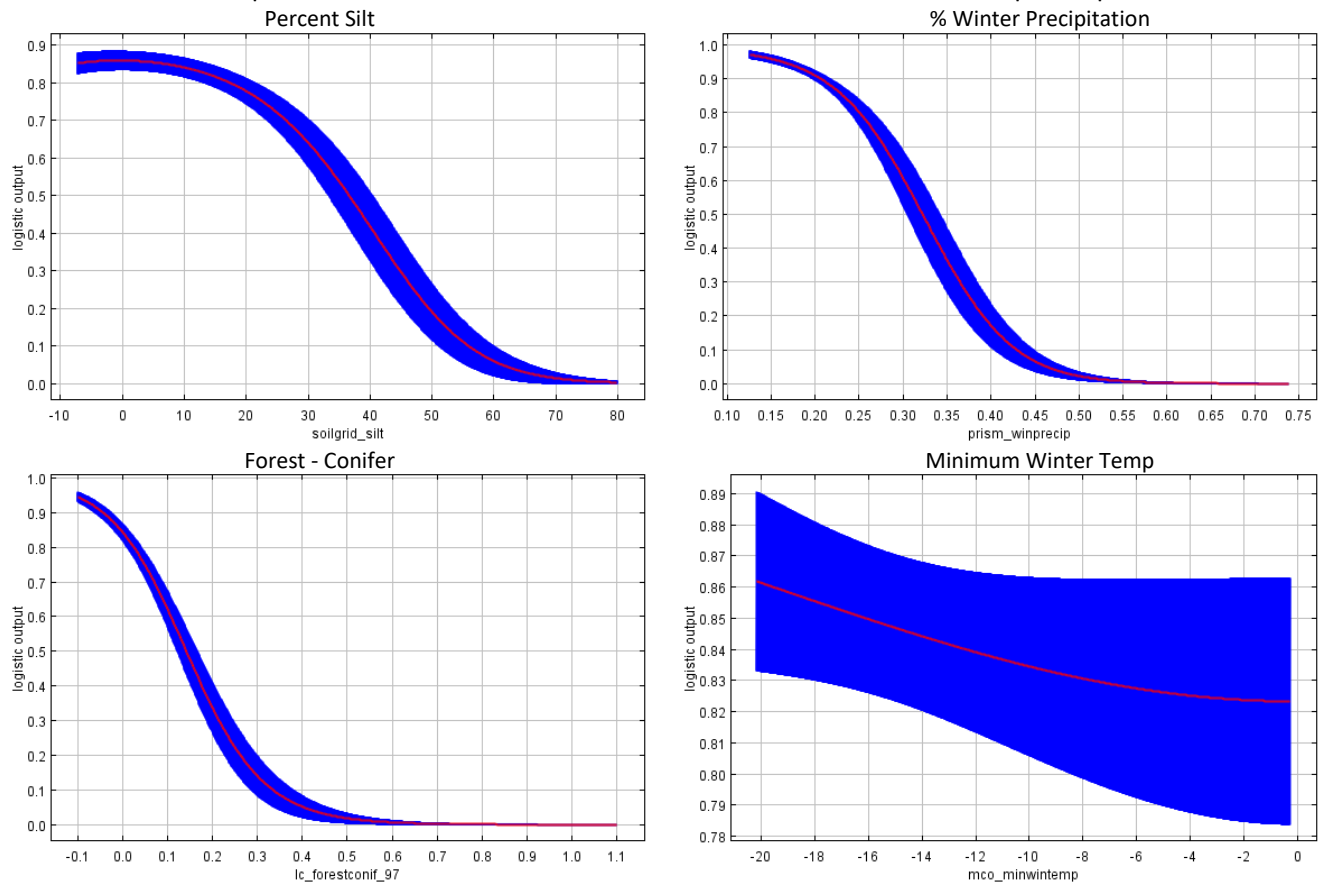 Percent Silt
0.9
0.8
0.7
0.6
0.5
0.4
0.3
0.2
0.1
0.0
logistic output
-10 0 10 20 30 40 50 60 70 80
soilgrid_silt
% Winter Precipitation
1.0
0.9
0.8
0.7
0.6
0.5
0.4
0.3
0.2
0.1
0.0
logistic output
0.10 0.15 0.20 0.25 0.30 0.35 0.40 0.45 0.50 0.55 0.60 0.65 0.70 0.75
prism_winprecip
Forest - Conifer
1.0
0.9
0.8
0.7
0.6
0.5
0.4
0.3
0.2
0.1
0.0
logistic output
-0.1 0.0 0.1 0.2 0.3 0.4 0.5 0.6 0.7 0.8 0.9 1.0 1.1
lc_forestconif_97
Minimum Winter Temp
0.89
0.88
0.87
0.86
0.85
0.84
0.83
0.82
0.81
0.80
0.79
0.78
logistic output
-20 -18 -16 -14 -12 -10 -8 -6 -4 -2 0
mco_minwintemp